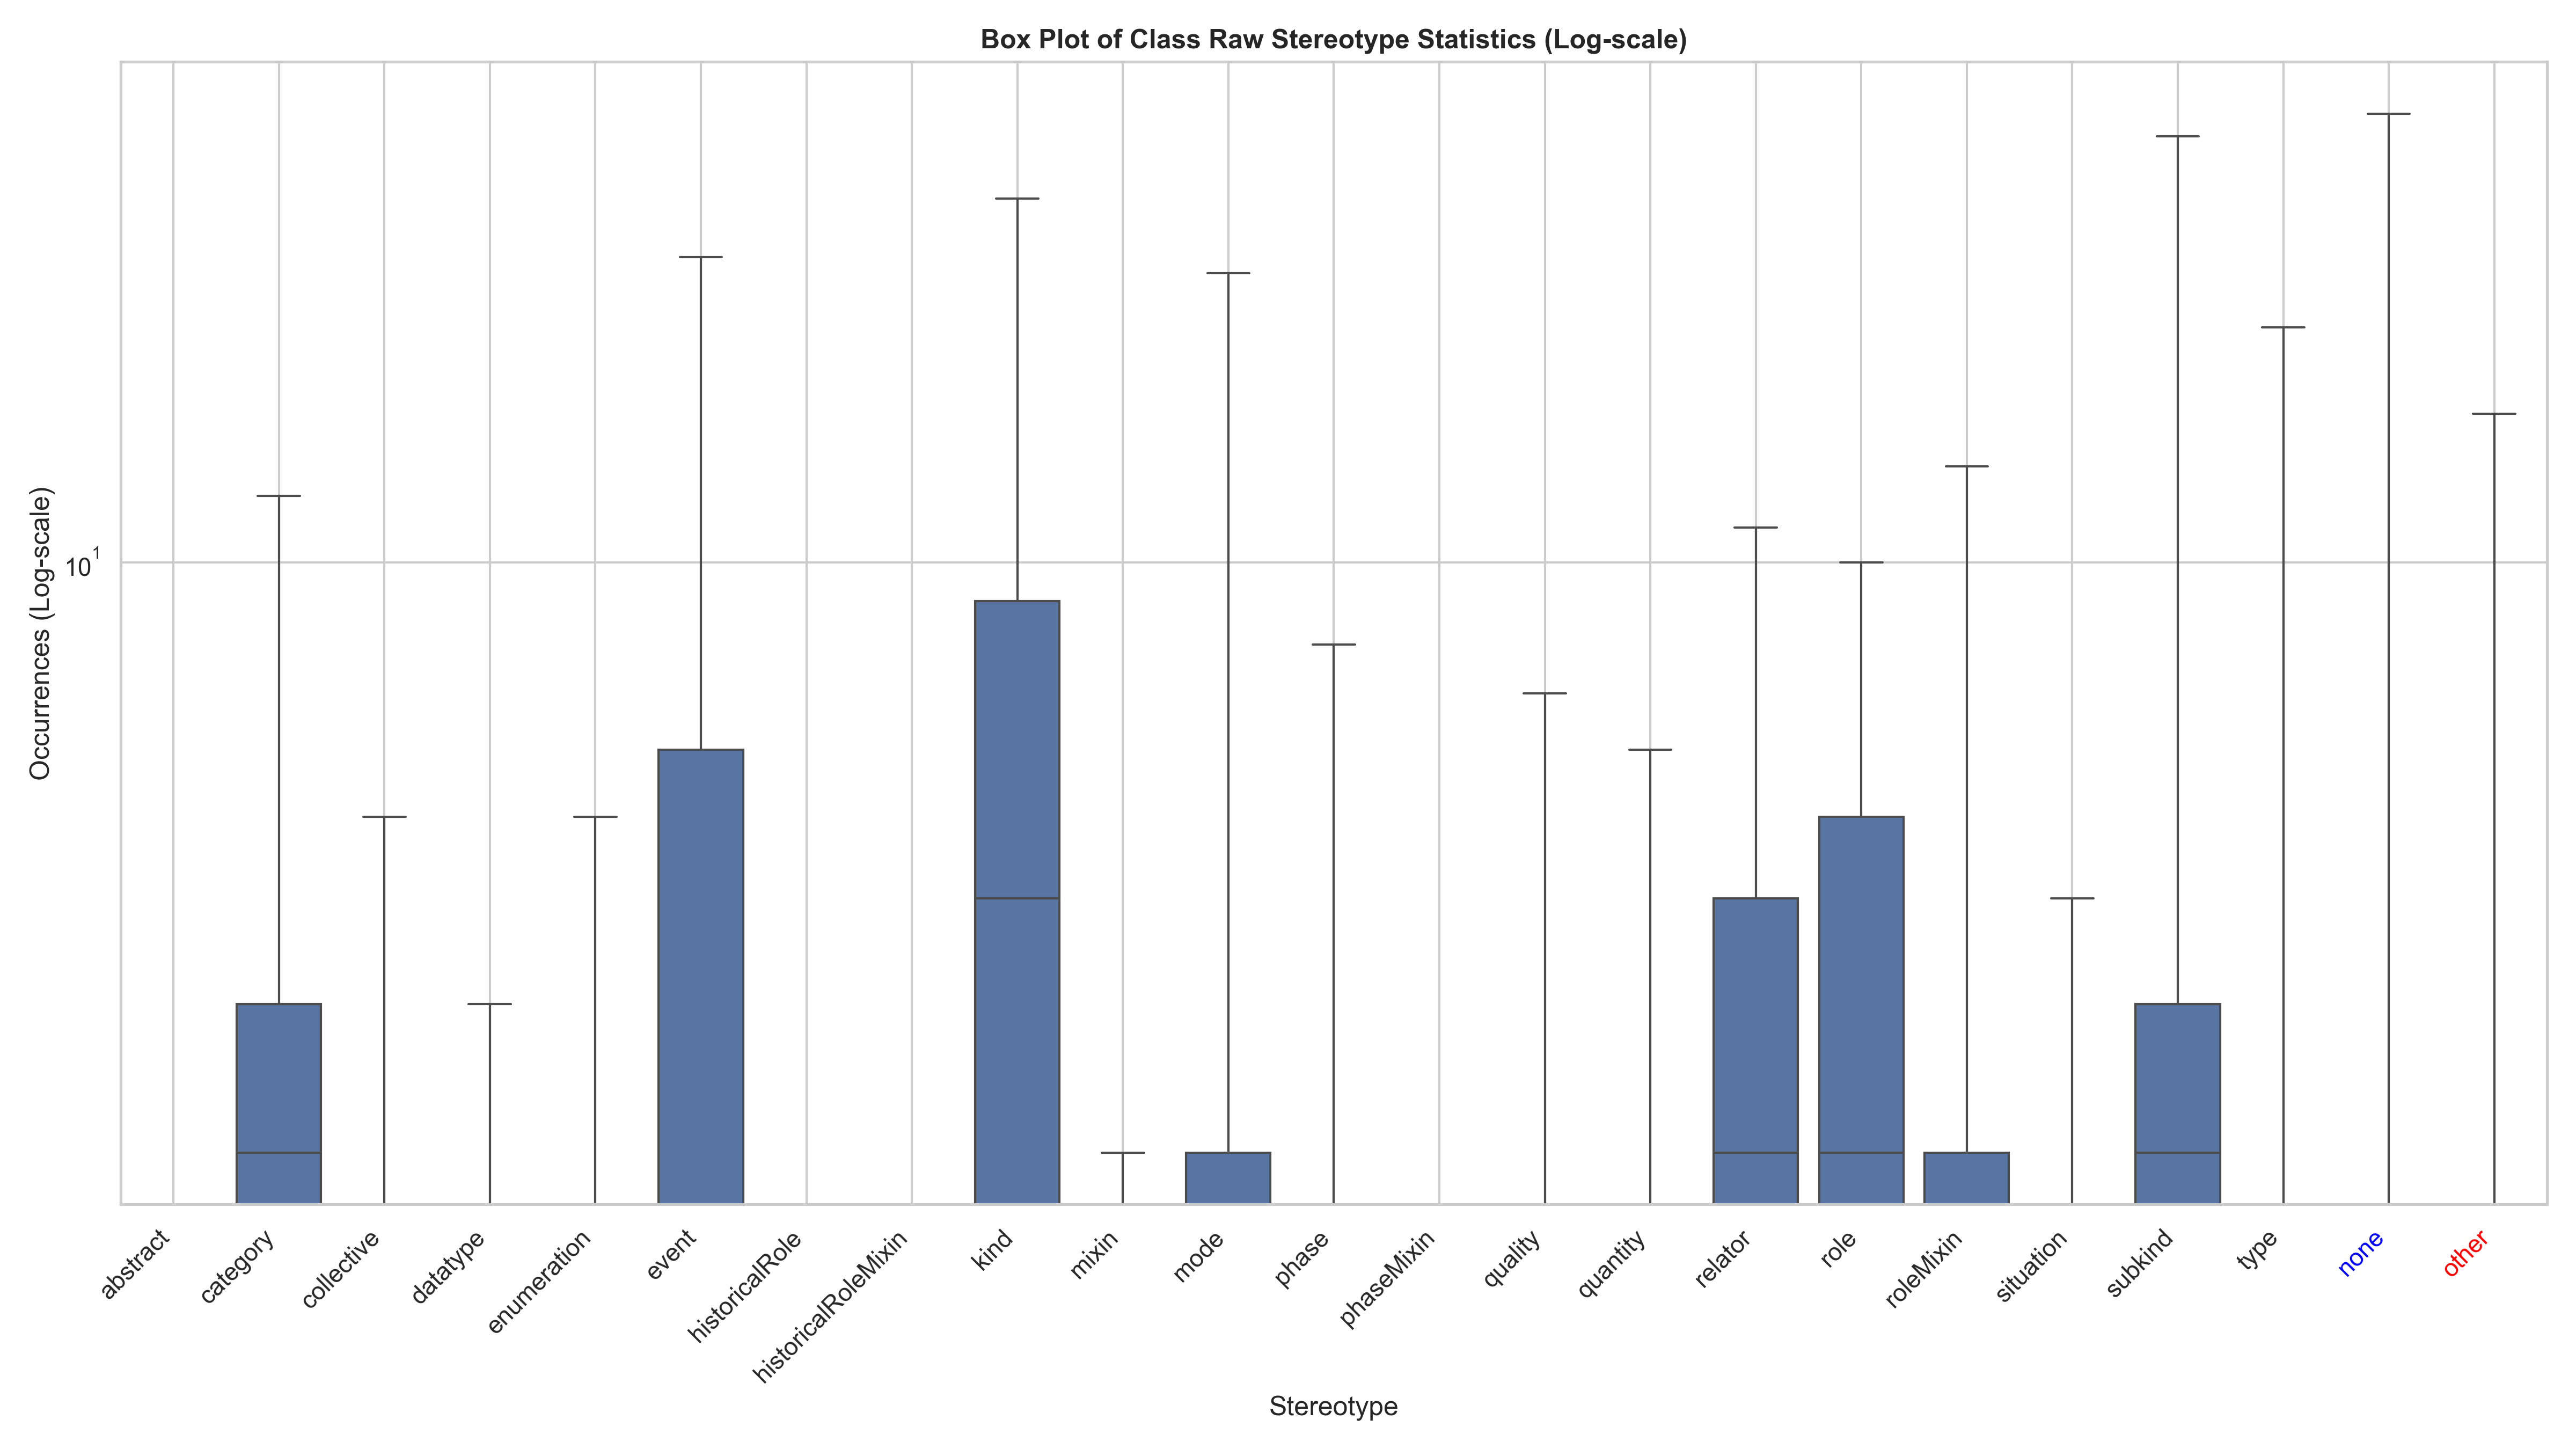 Box Plot of Class Raw Stereotype Statistics (Log-scale)
Occurrences (Log-scale)
10¹
abstract
category
collective
datatype
enumeration
event
historicalRole
historicalRoleMixin
kind
mixin
mode
phase
phaseMixin
quality
quantity
relator
role
roleMixin
situation
subkind
type
none
other
Stereotype